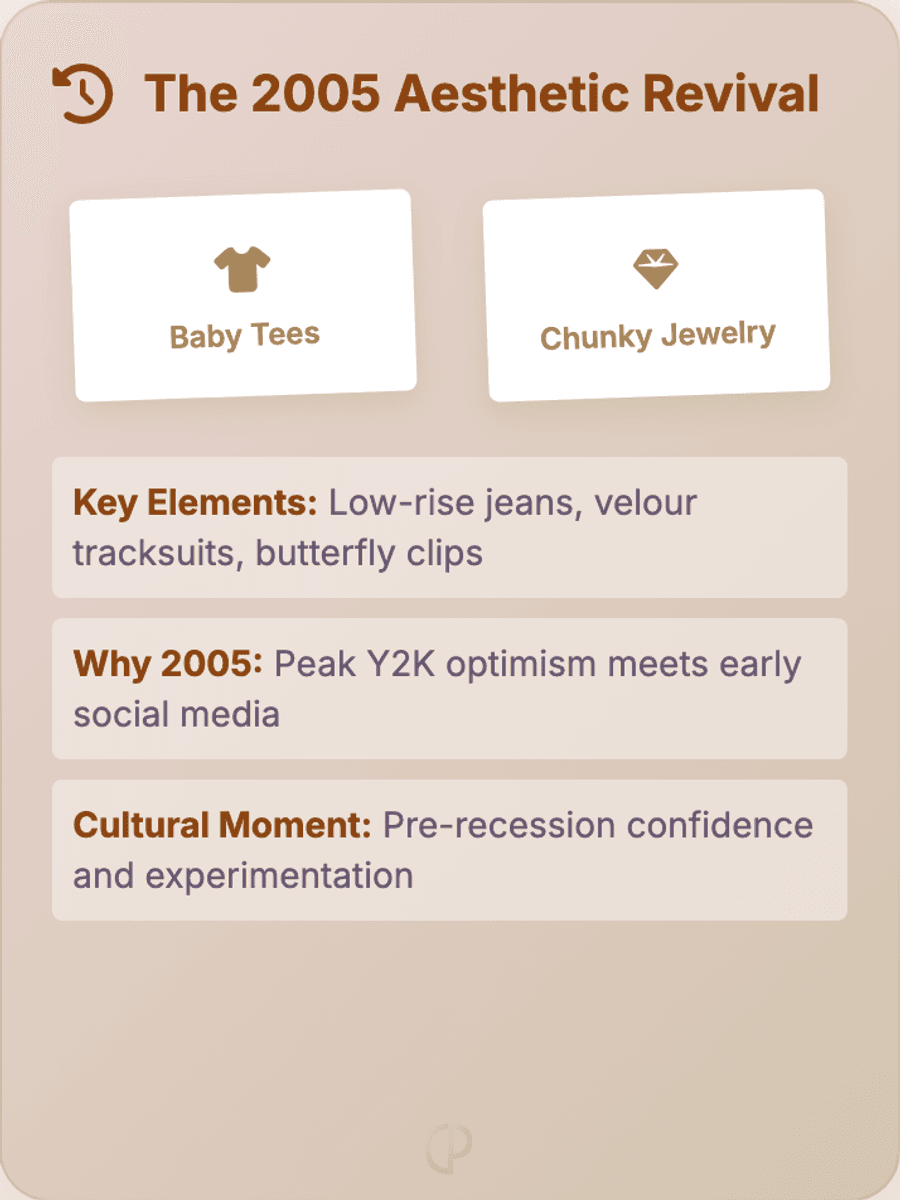 The 2005 Aesthetic Revival
Baby Tees
Chunky Jewelry
Key Elements: Low-rise jeans, velour
tracksuits, butterfly clips
Why 2005: Peak Y2K optimism meets early
social media
Cultural Moment: Pre-recession confidence
and experimentation